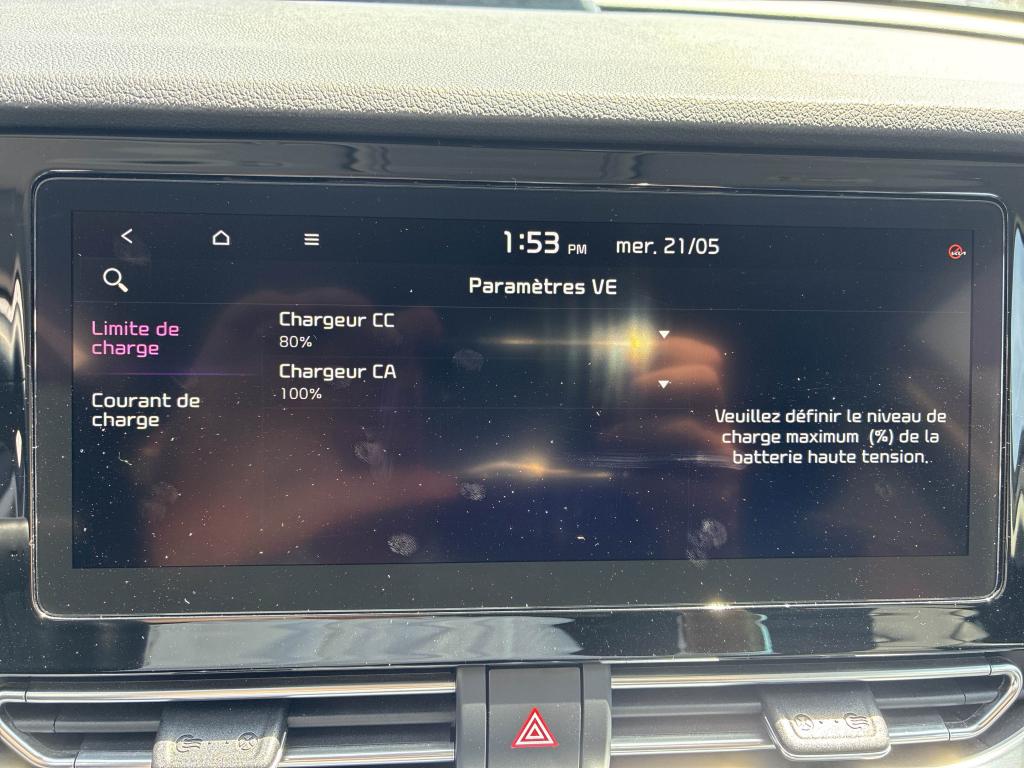 1:53 PM mer. 21/05
Paramètres VE
Limite de
charge
Courant de
charge
Chargeur CC
80%
Chargeur CA
100%
Veuillez définir le niveau de
charge maximum (%) de la
batterie haute tension.